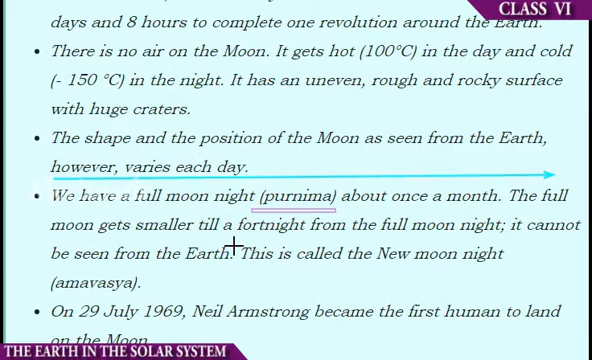 CLASS VI
days and 8 hours to complete one revolution around the Earth.
• There is no air on the Moon. It gets hot (100°C) in the day and cold
(- 150 °C) in the night. It has an uneven, rough and rocky surface
with huge craters.
• The shape and the position of the Moon as seen from the Earth,
however, varies each day.
• We have a full moon night (purnima) about once a month. The full
moon gets smaller till a fortnight from the full moon night; it cannot
be seen from the Earth. This is called the New moon night
(amavasya).
• On 29 July 1969, Neil Armstrong became the first human to land
on the Moon
THE EARTH IN THE SOLAR SYSTEM